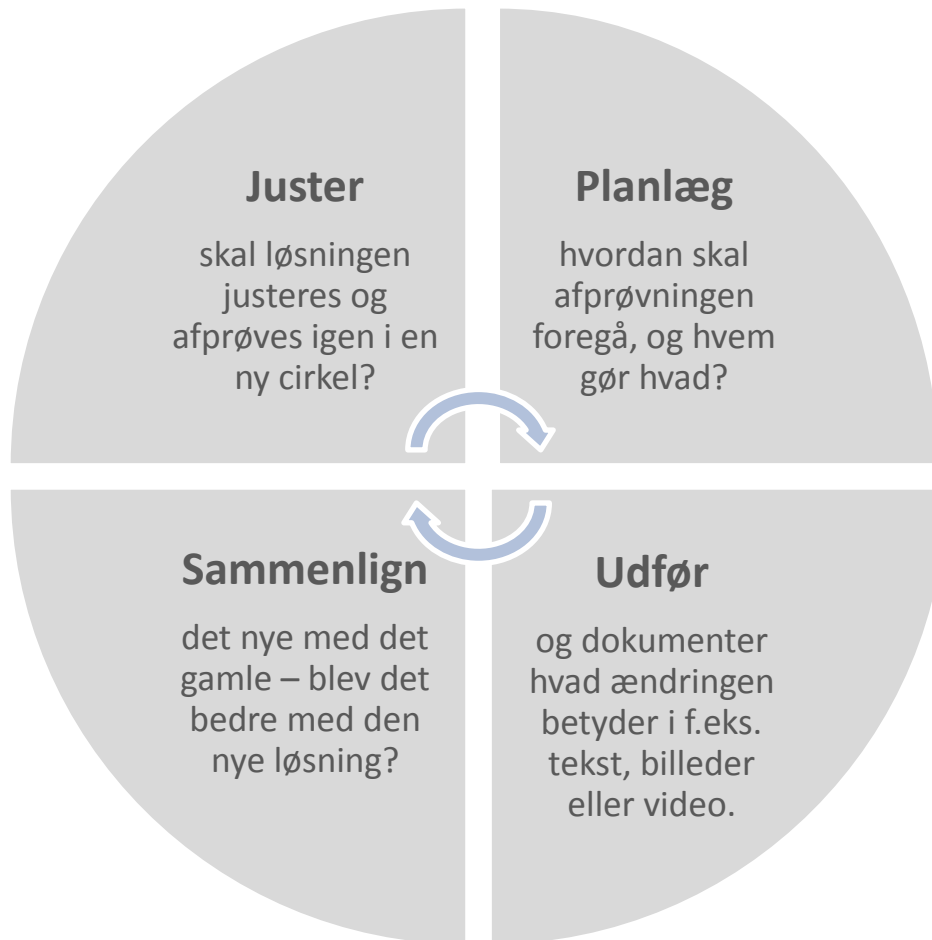 Juster
skal løsningen
justeres og
afprøves igen i en
ny cirkel?
Planlæg
hvordan skal
afprøvningen
foregå, og hvem
gør hvad?
Sammenlign
det nye med det
gamle – blev det
bedre med den
nye løsning?
Udfør
og dokumenter
hvad ændringen
betyder i f.eks.
tekst, billeder
eller video.